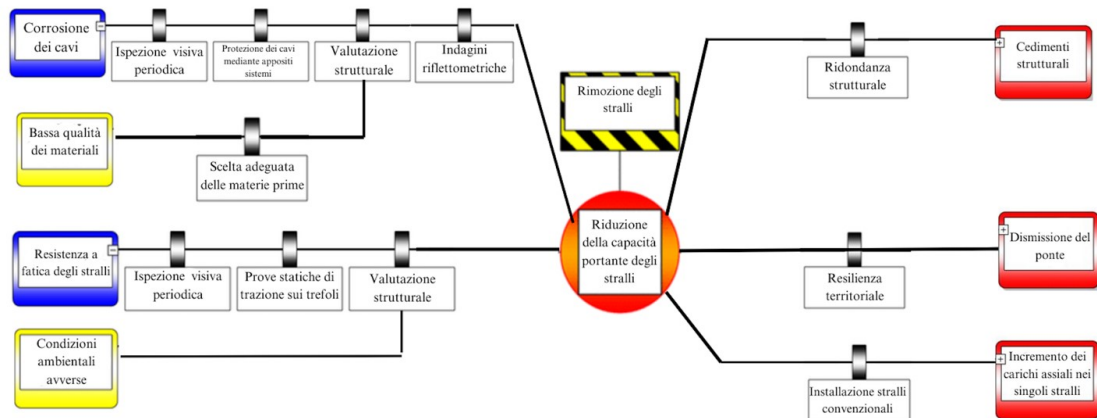 Corrosione
dei cavi
Ispezione visiva
periodica
Protezione dei cavi
mediante appositi
sistemi
Valutazione
strutturale
Indagini
riflettometriche
Bassa qualità
dei materiali
Scelta adeguata
delle materie prime
Resistenza a
fatica degli stralli
Ispezione visiva
periodica
Prove statiche di
trazione sui trefoli
Valutazione
strutturale
Condizioni
ambientali
avverse
Rimozione degli
stralli
Riduzione
della capacità
portante degli
stralli
Ridondanza
strutturale
Cedimenti
strutturali
Resilienza
territoriale
Dismissione del
ponte
Installazione stralli
convenzionali
Incremento dei
carichi assiali nei
singoli stralli